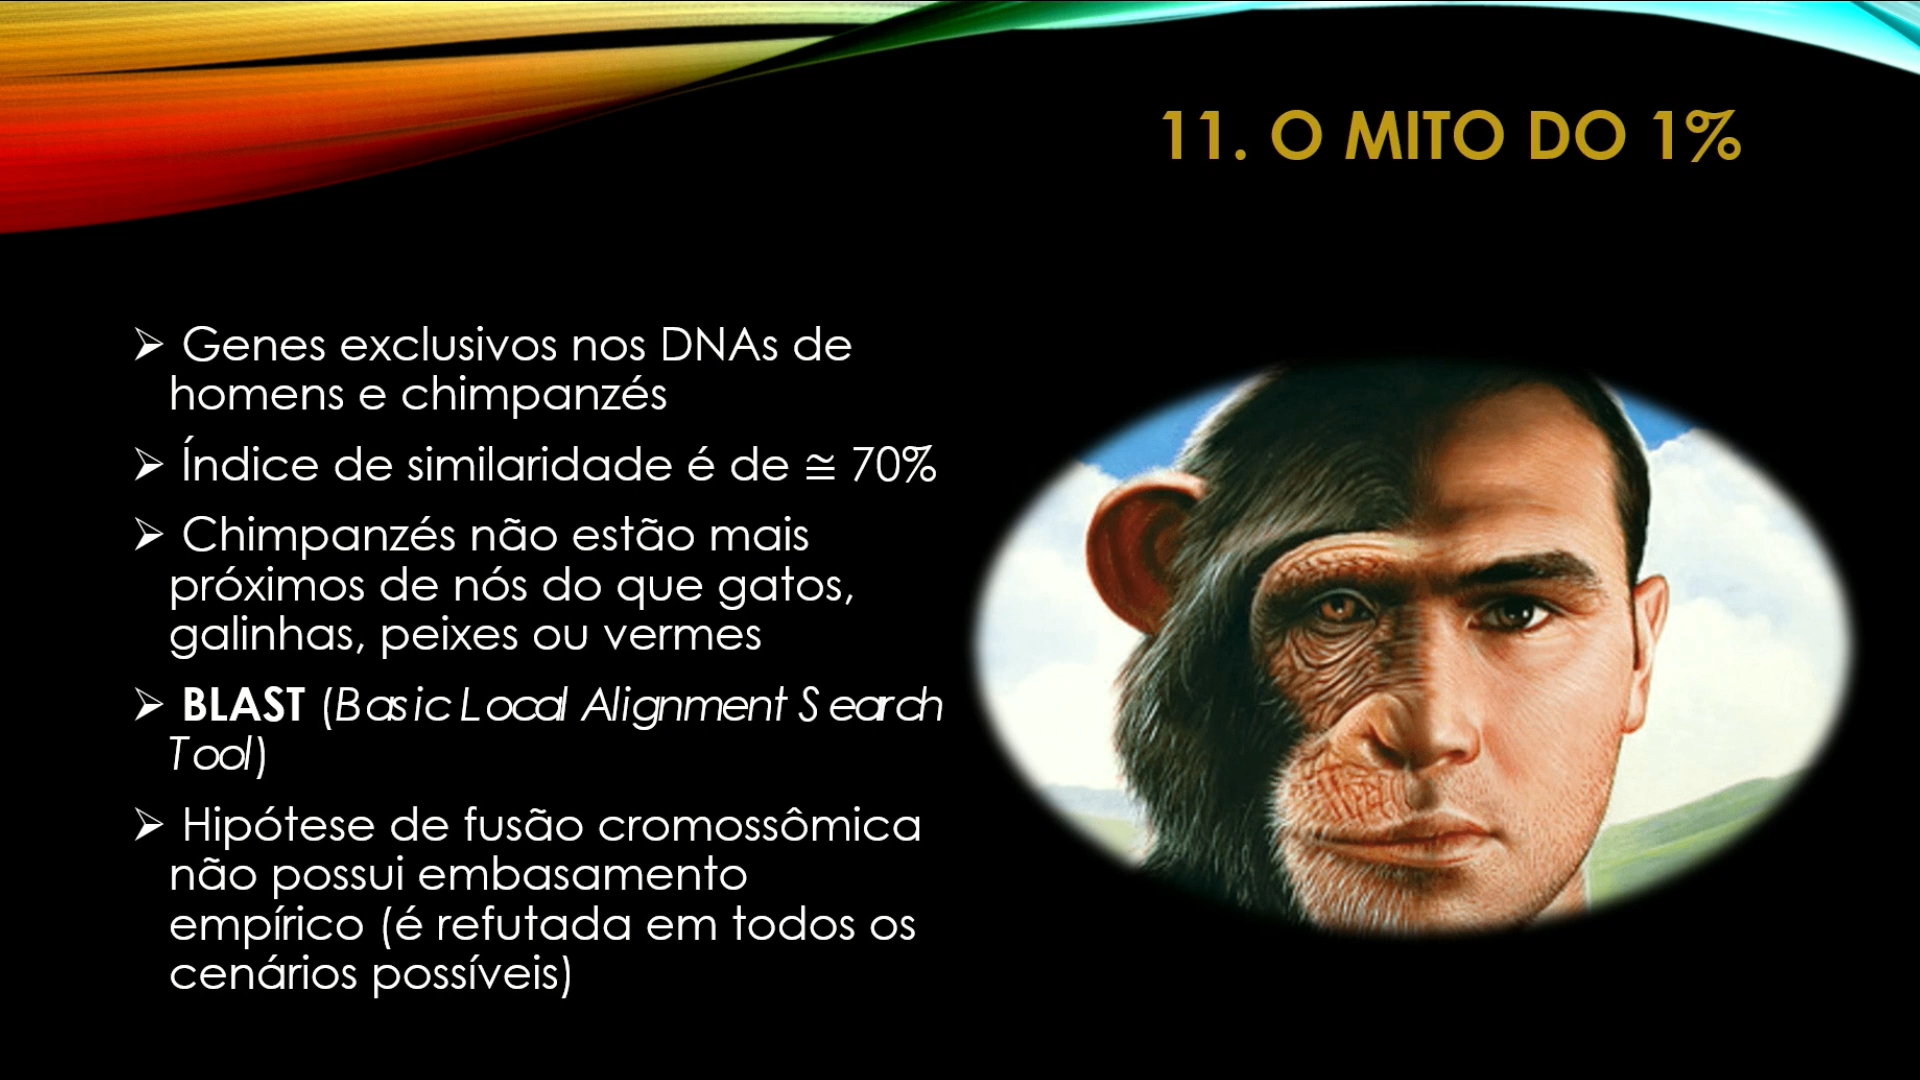 11. O MITO DO 1%
➢ Genes exclusivos nos DNAs de
homens e chimpanzés
➢ Índice de similaridade é de ≅ 70%
➢ Chimpanzés não estão mais
próximos de nós do que gatos,
galinhas, peixes ou vermes
➢ BLAST (Basic Local Alignment Search
Tool)
➢ Hipótese de fusão cromossômica
não possui embasamento
empírico (é refutada em todos os
cenários possíveis)